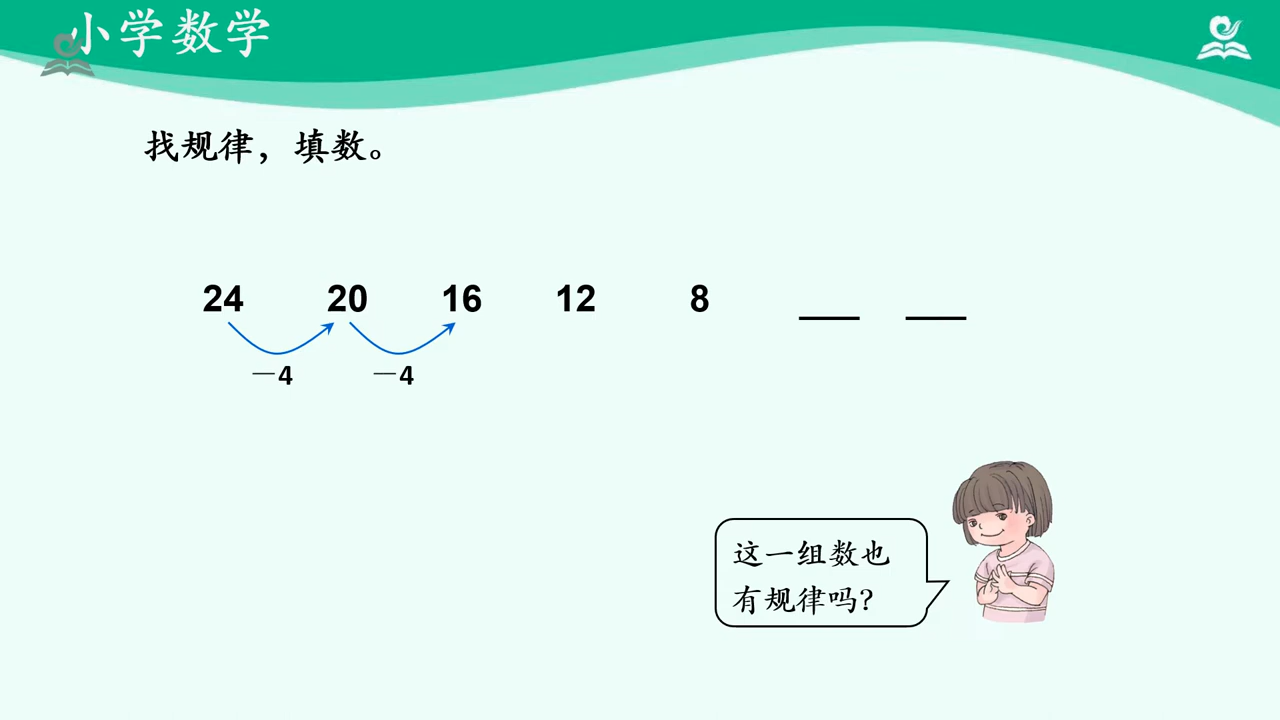 小学数学
找规律，填数。
24 20 16 12 8 ___ ___
—4 —4
这一组数也
有规律吗？